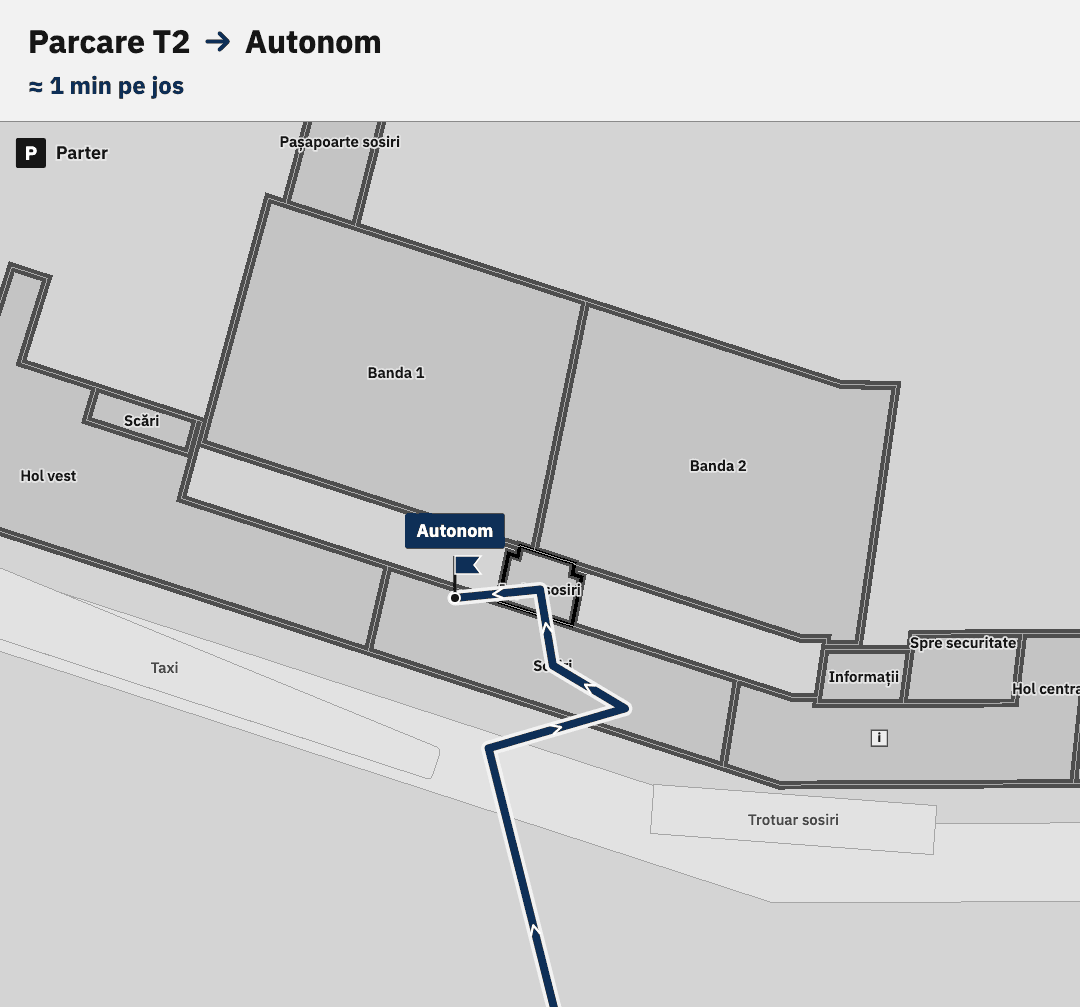 Parcare T2 → Autonom
≈ 1 min pe jos
P Parter
Pașapoarte sosiri
Banda 1
Scări
Banda 2
Hol vest
Autonom
sosiri
Spre securitate
Informații
Hol centra
Taxi
i
Trotuar sosiri